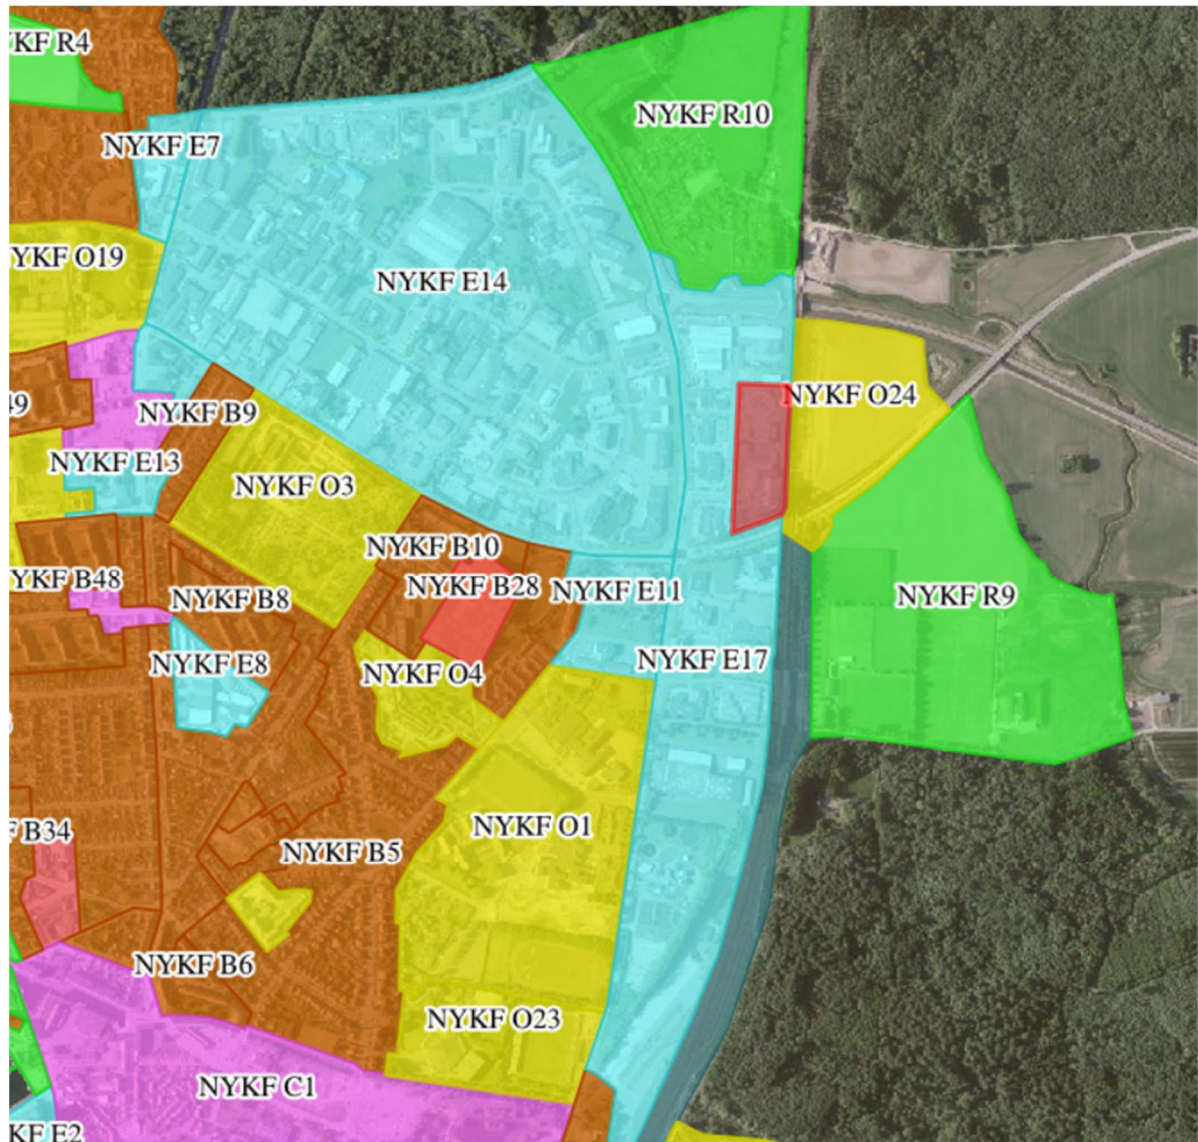 KF R4
NYKF R10
NYKF E7
YKF O19
NYKF E14
NYKF O24
49
NYKF B9
NYKF E13
NYKF O3
NYKF B10
YKF B48
NYKF B28
NYKF E11
NYKF B8
NYKF R9
NYKF E8
NYKF O4
NYKF E17
F B34
NYKF O1
NYKF B5
NYKF B6
NYKF O23
NYKF C1
KF E2